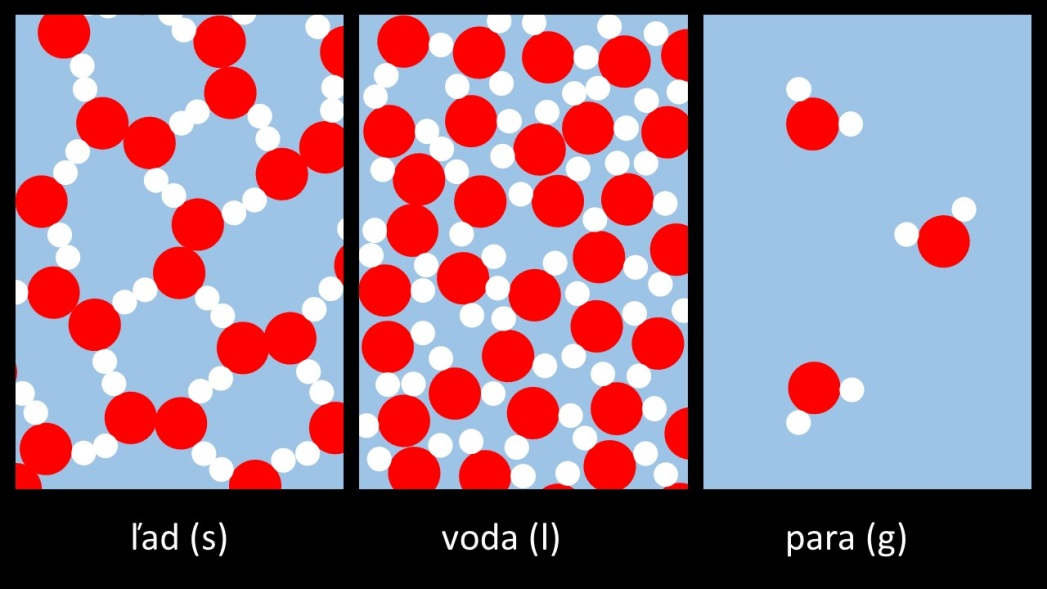 ľad (s)
voda (l)
para (g)